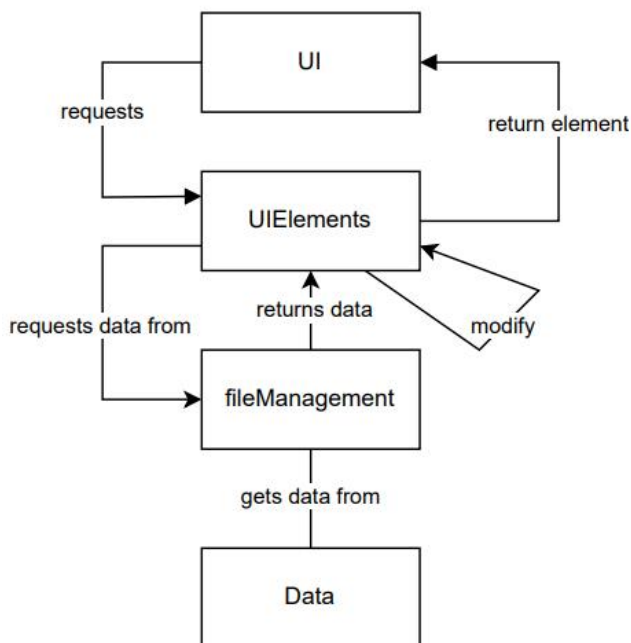 UI
requests
return element
UIElements
requests data from
returns data
modify
fileManagement
gets data from
Data